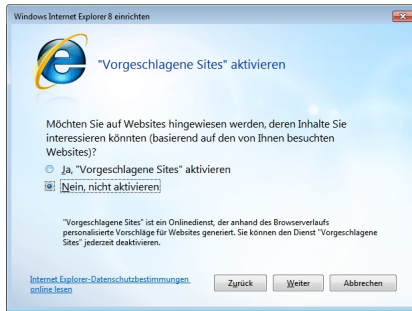 Windows Internet Explorer 8 einrichten
"Vorgeschlagene Sites" aktivieren
Möchten Sie auf Websites hingewiesen werden, deren Inhalte Sie
interessieren könnten (basierend auf den von Ihnen besuchten
Websites)?
Ja, "Vorgeschlagene Sites" aktivieren
Nein, nicht aktivieren
"Vorgeschlagene Sites" ist ein Onlinedienst, der anhand des Browserverlaufs
personalisierte Vorschläge für Websites generiert. Sie können den Dienst "Vorgeschlagene
Sites" jederzeit deaktivieren.
Internet Explorer-Datenschutzbestimmungen
online lesen
Zurück Weiter Abbrechen